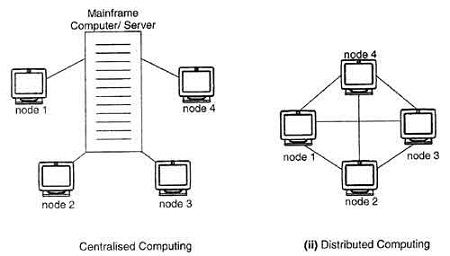 Mainframe
Computer/ Server
node 1
node 4
node 2
node 3
Centralised Computing
node 4
node 1
node 3
node 2
(ii) Distributed Computing